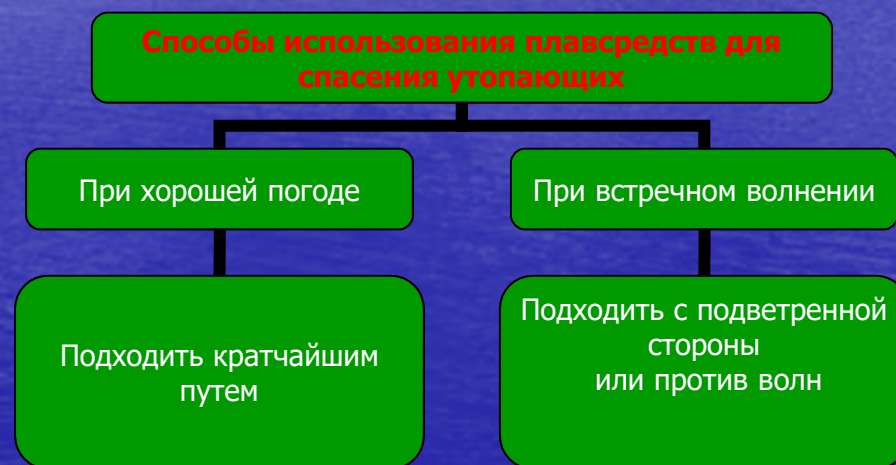 Способы использования плавсредств для
спасения утопающих
При хорошей погоде
При встречном волнении
Подходить кратчайшим
путем
Подходить с подветренной
стороны
или против волн